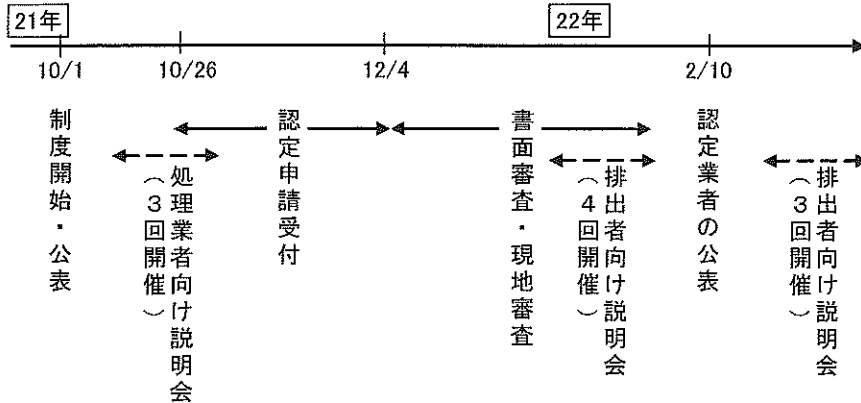 21年
22年
10/1
10/26
12/4
2/10
制度開始・公表
処理業者向け説明会
（3回開催）
認定申請受付
書面審査・現地審査
排出者向け説明会
（4回開催）
認定業者の公表
排出者向け説明会
（3回開催）